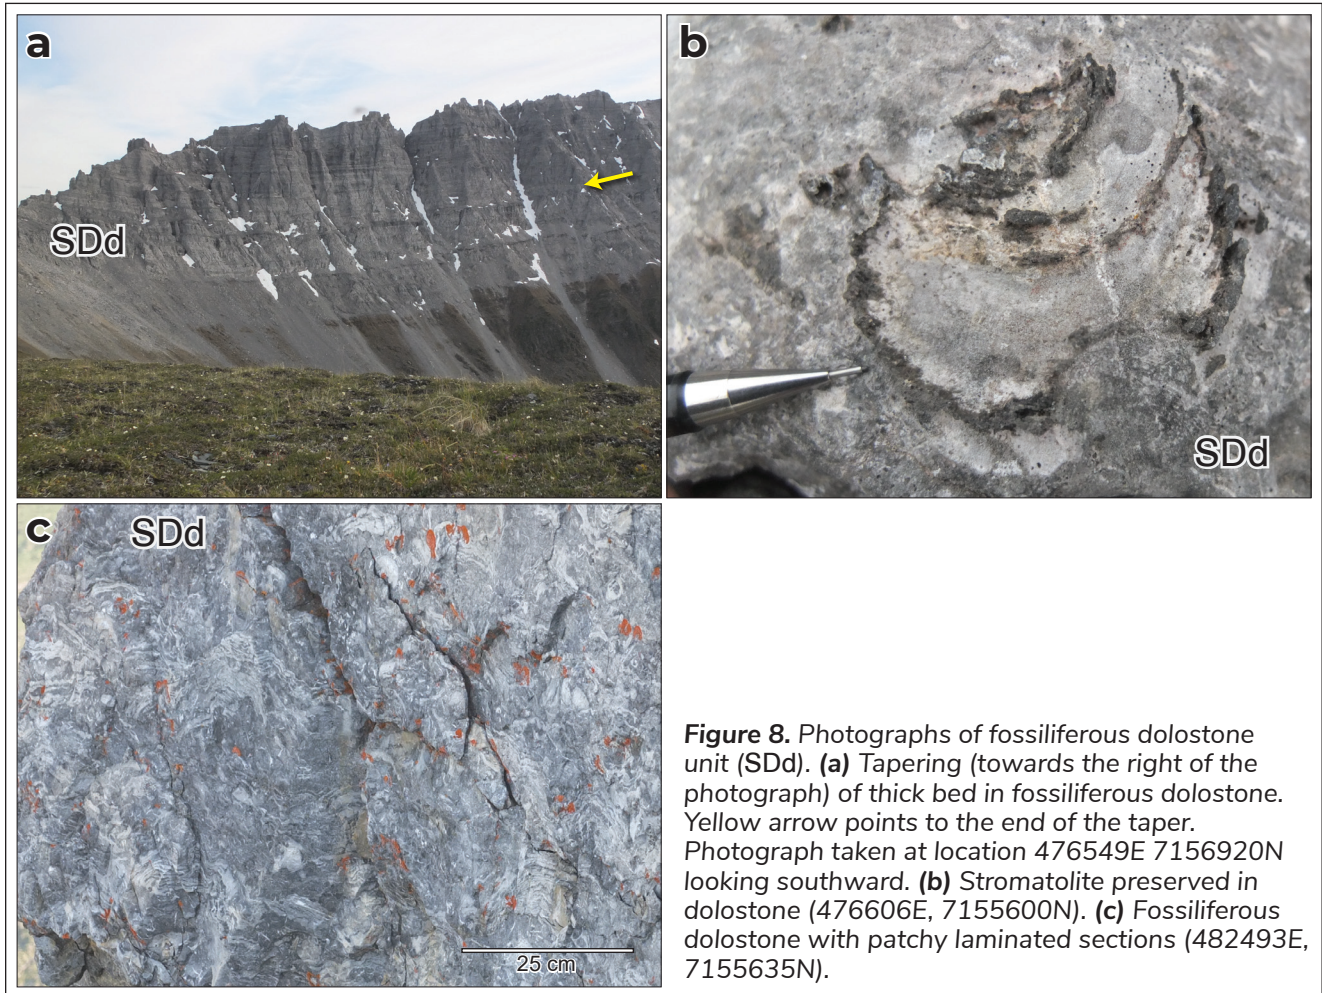 a
SDd
b
SDd
c
SDd
25 cm
Figure 8. Photographs of fossiliferous dolostone
unit (SDd). (a) Tapering (towards the right of the
photograph) of thick bed in fossiliferous dolostone.
Yellow arrow points to the end of the taper.
Photograph taken at location 476549E 7156920N
looking southward. (b) Stromatolite preserved in
dolostone (476606E, 7155600N). (c) Fossiliferous
dolostone with patchy laminated sections (482493E,
7155635N).